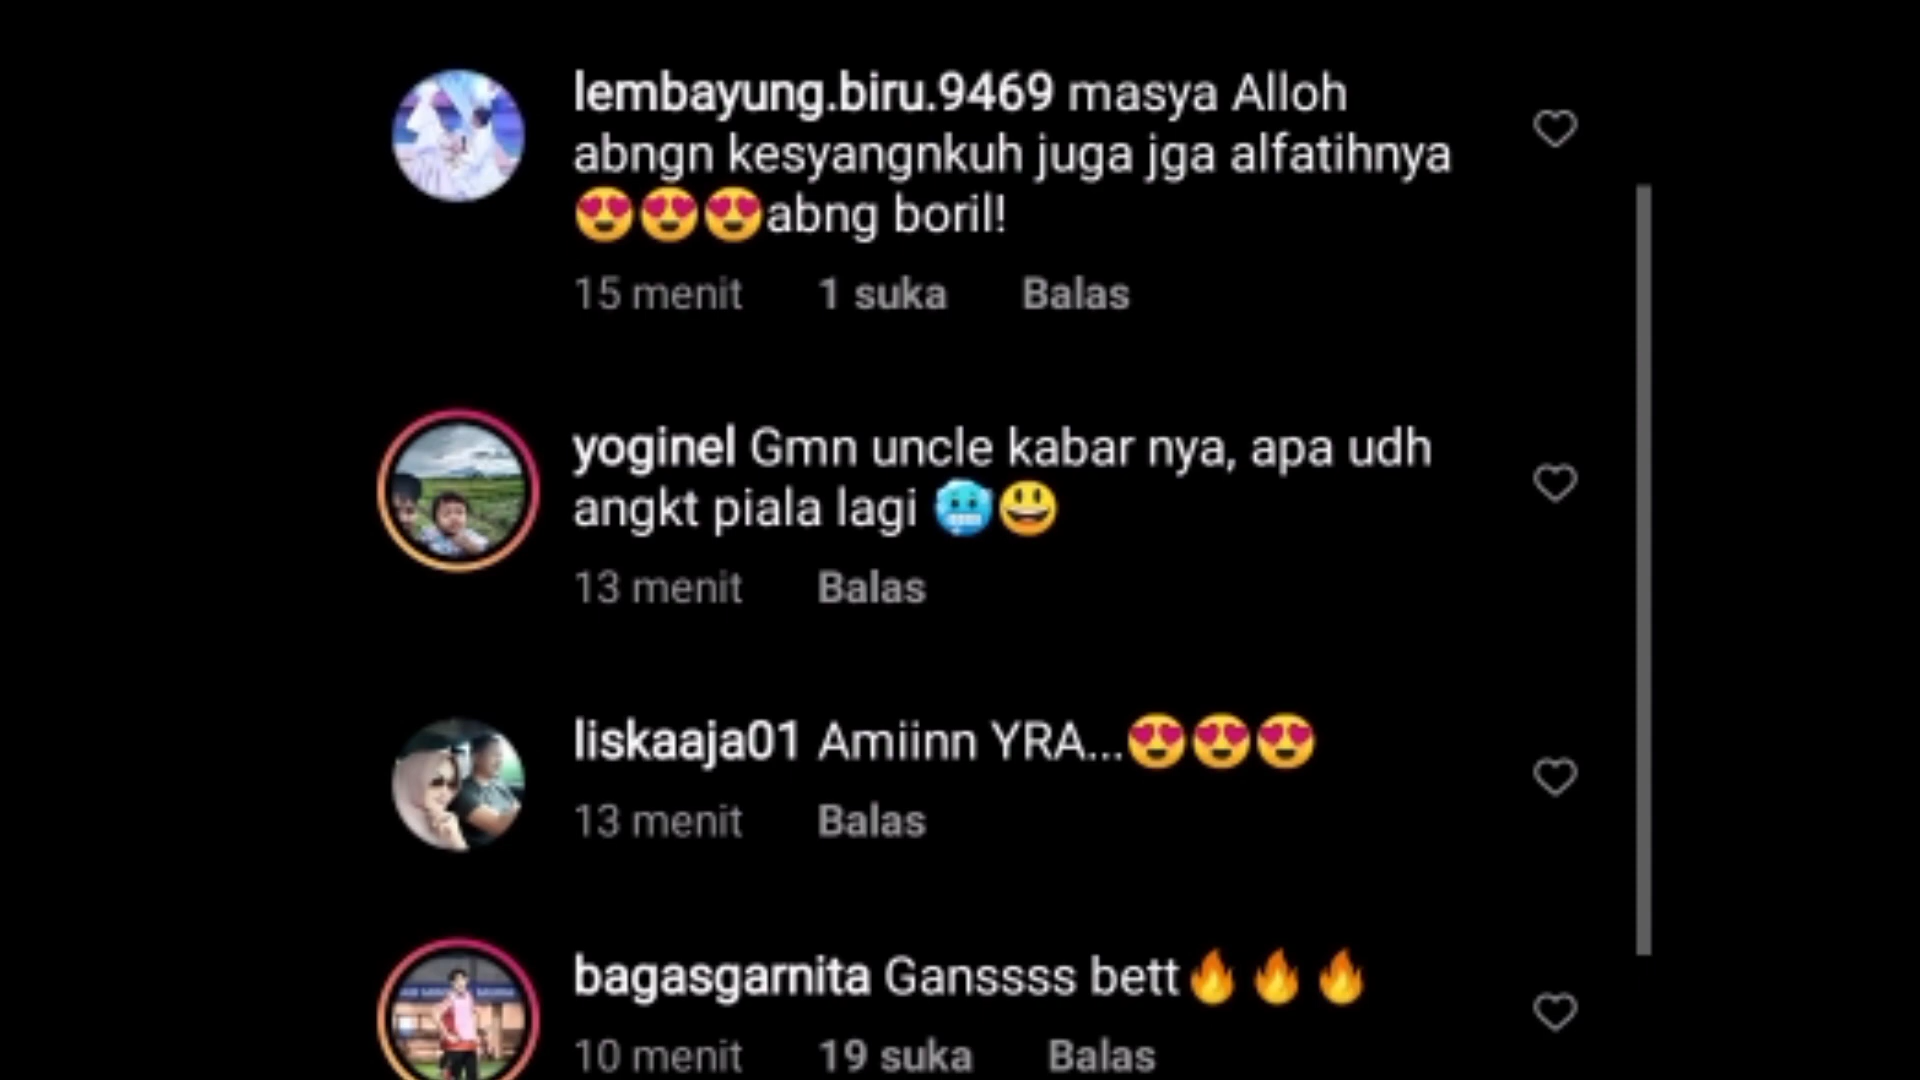 lembayung.biru.9469 masya Alloh
abngn kesyangnkuh juga jga alfatihnya
😍😍😍abng boril!
15 menit 1 suka Balas
yoginel Gmn uncle kabar nya, apa udh
angkt piala lagi 🥶😃
13 menit Balas
liskaaja01 Amiinn YRA...😍😍😍
13 menit Balas
bagasgarnita Ganssss bett🔥🔥🔥
10 menit 19 suka Balas